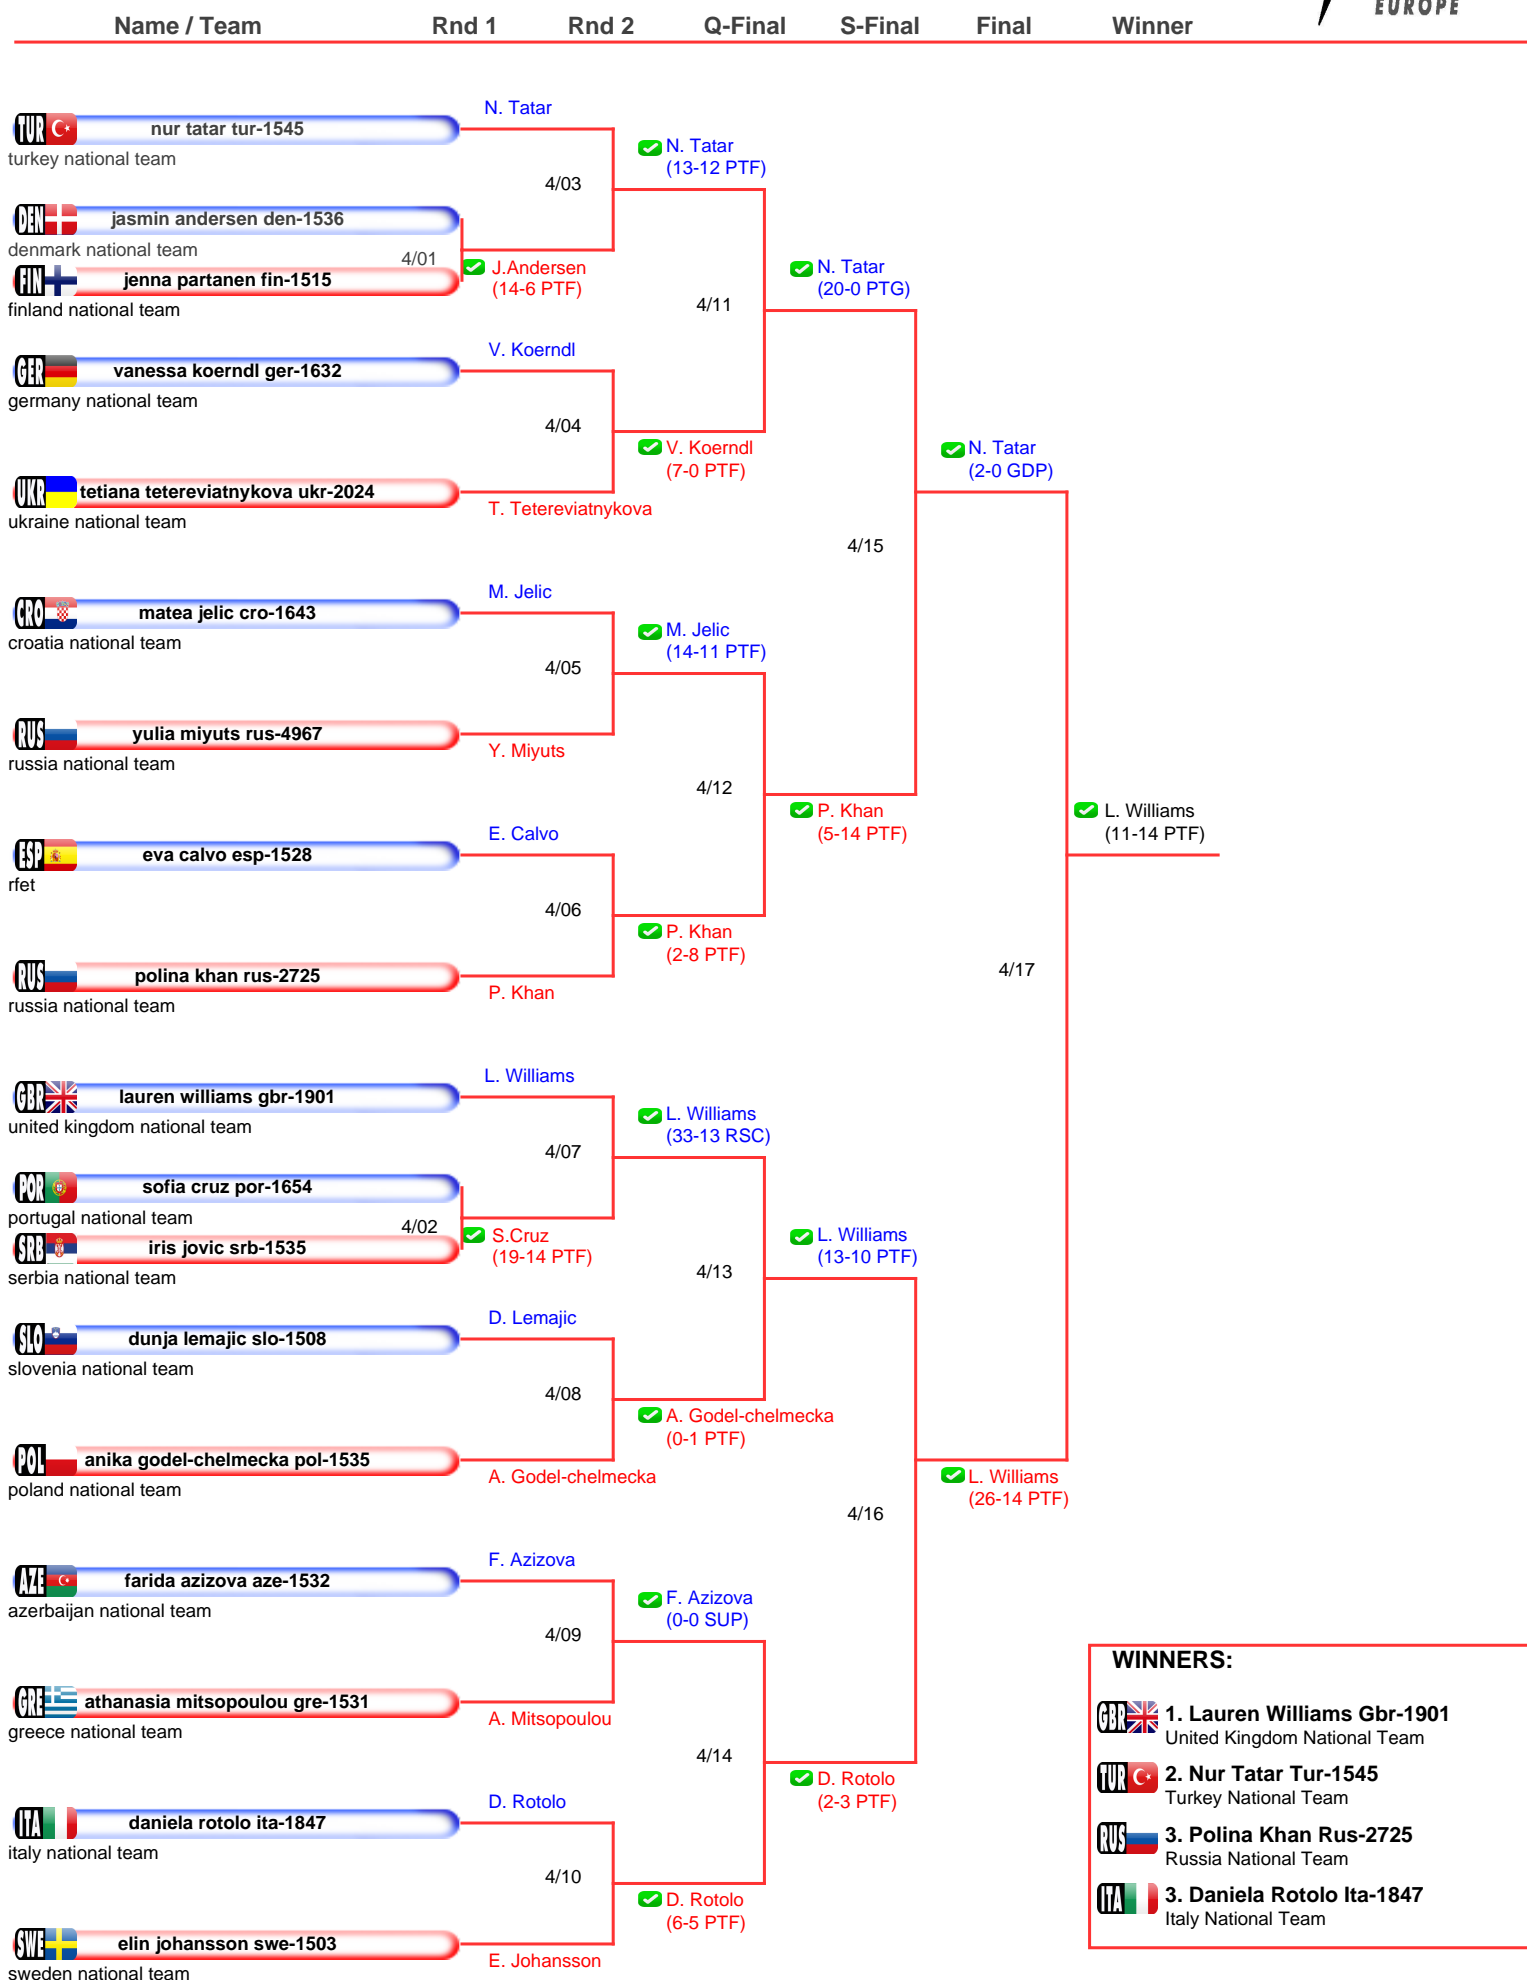 EUROPE
Name / Team Rnd 1 Rnd 2 Q-Final S-Final Final Winner
N. Tatar
TUR nur tatar tur-1545
turkey national team
N. Tatar
(13-12 PTF)
4/03
DEN jasmin andersen den-1536
denmark national team
4/01
J.Andersen
(14-6 PTF)
FIN jenna partanen fin-1515
finland national team
N. Tatar
(20-0 PTG)
4/11
V. Koerndl
GER vanessa koerndl ger-1632
germany national team
4/04
V. Koerndl
(7-0 PTF)
N. Tatar
(2-0 GDP)
UKR tetiana tetereviatnykova ukr-2024
T. Tetereviatnykova
ukraine national team
4/15
M. Jelic
CRO matea jelic cro-1643
croatia national team
M. Jelic
(14-11 PTF)
4/05
RUS yulia miyuts rus-4967
Y. Miyuts
russia national team
4/12
P. Khan
(5-14 PTF)
L. Williams
(11-14 PTF)
E. Calvo
ESP eva calvo esp-1528
rfet
4/06
P. Khan
(2-8 PTF)
4/17
RUS polina khan rus-2725
P. Khan
russia national team
L. Williams
GBR lauren williams gbr-1901
united kingdom national team
L. Williams
(33-13 RSC)
4/07
POR sofia cruz por-1654
portugal national team
4/02
S.Cruz
(19-14 PTF)
SRB iris jovic srb-1535
serbia national team
L. Williams
(13-10 PTF)
4/13
D. Lemajic
SLO dunja lemajic slo-1508
slovenia national team
4/08
A. Godel-chelmecka
(0-1 PTF)
POL anika godel-chelmecka pol-1535
A. Godel-chelmecka
poland national team
L. Williams
(26-14 PTF)
4/16
F. Azizova
AZE farida azizova aze-1532
azerbaijan national team
F. Azizova
(0-0 SUP)
4/09
GRE athanasia mitsopoulou gre-1531
A. Mitsopoulou
greece national team
4/14
D. Rotolo
(2-3 PTF)
D. Rotolo
ITA daniela rotolo ita-1847
italy national team
4/10
D. Rotolo
(6-5 PTF)
SWE elin johansson swe-1503
E. Johansson
sweden national team
WINNERS:
GBR 1. Lauren Williams Gbr-1901
United Kingdom National Team
TUR 2. Nur Tatar Tur-1545
Turkey National Team
RUS 3. Polina Khan Rus-2725
Russia National Team
ITA 3. Daniela Rotolo Ita-1847
Italy National Team